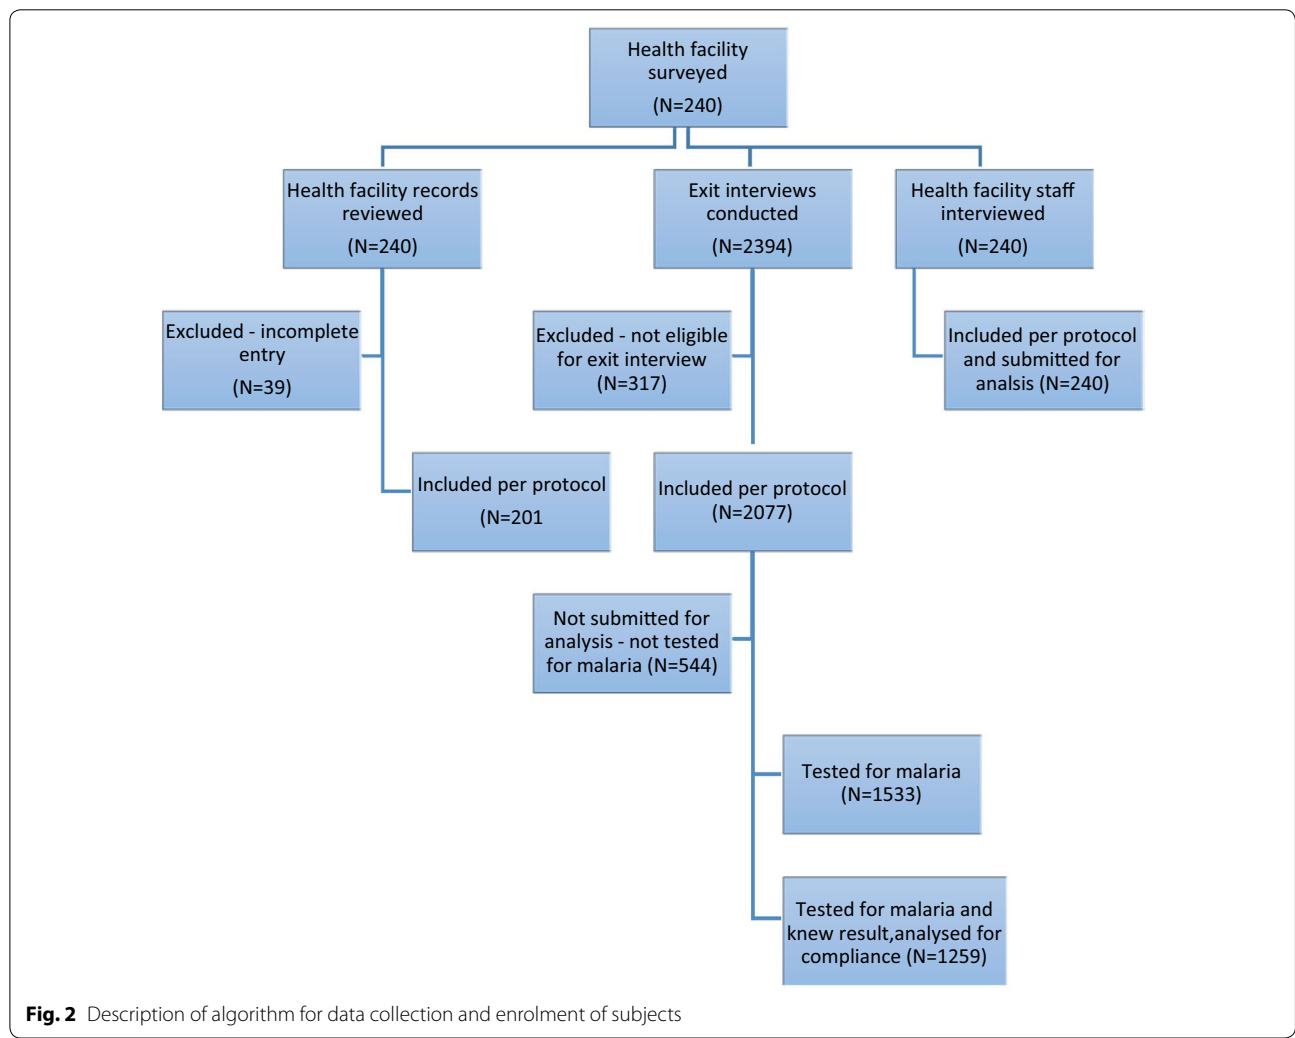 Health facility
surveyed
(N=240)
Health facility records
reviewed
(N=240)
Exit interviews
conducted
(N=2394)
Health facility staff
interviewed
(N=240)
Excluded - incomplete
entry
(N=39)
Excluded - not eligible
for exit interview
(N=317)
Included per protocol
and submitted for
analsis (N=240)
Included per protocol
(N=201
Included per protocol
(N=2077)
Not submitted for
analysis - not tested
for malaria (N=544)
Tested for malaria
(N=1533)
Tested for malaria and
knew result,analysed for
compliance (N=1259)
Fig. 2 Description of algorithm for data collection and enrolment of subjects